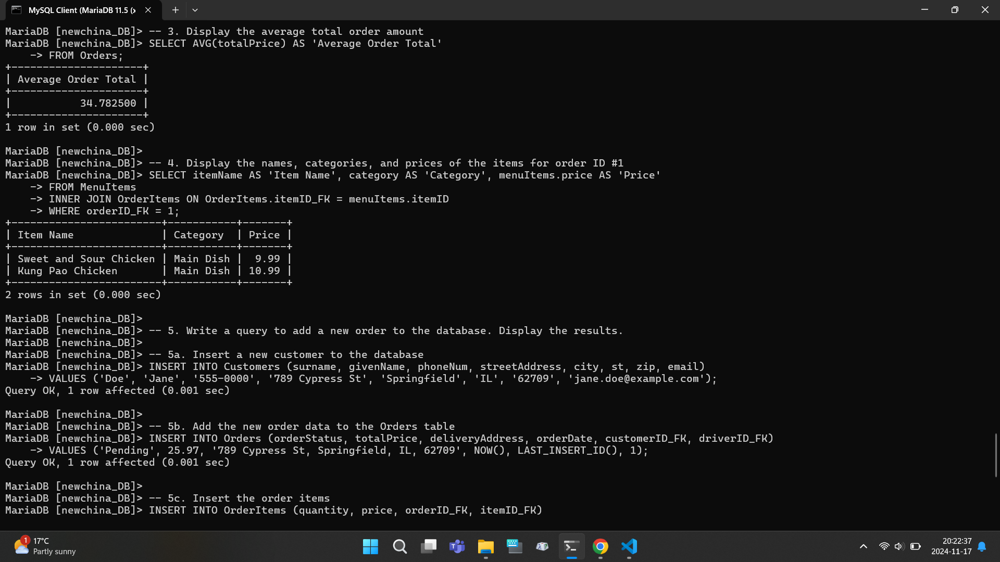 MySQL Client (MariaDB 11.5 (x
MariaDB [newchina_DB]> -- 3. Display the average total order amount
MariaDB [newchina_DB]> SELECT AVG(totalPrice) AS 'Average Order Total'
    -> FROM Orders;
+---------------------+
| Average Order Total |
+---------------------+
|           34.782500 |
+---------------------+
1 row in set (0.000 sec)
MariaDB [newchina_DB]>
MariaDB [newchina_DB]> -- 4. Display the names, categories, and prices of the items for order ID #1
MariaDB [newchina_DB]> SELECT itemName AS 'Item Name', category AS 'Category', menuItems.price AS 'Price'
    -> FROM MenuItems
    -> INNER JOIN OrderItems ON OrderItems.itemID_FK = menuItems.itemID
    -> WHERE orderID_FK = 1;
+------------------------+-----------+-------+
| Item Name              | Category  | Price |
+------------------------+-----------+-------+
| Sweet and Sour Chicken | Main Dish |  9.99 |
| Kung Pao Chicken       | Main Dish | 10.99 |
+------------------------+-----------+-------+
2 rows in set (0.000 sec)
MariaDB [newchina_DB]>
MariaDB [newchina_DB]> -- 5. Write a query to add a new order to the database. Display the results.
MariaDB [newchina_DB]>
MariaDB [newchina_DB]> -- 5a. Insert a new customer to the database
MariaDB [newchina_DB]> INSERT INTO Customers (surname, givenName, phoneNum, streetAddress, city, st, zip, email)
    -> VALUES ('Doe', 'Jane', '555-0000', '789 Cypress St', 'Springfield', 'IL', '62709', 'jane.doe@example.com');
Query OK, 1 row affected (0.001 sec)
MariaDB [newchina_DB]>
MariaDB [newchina_DB]> -- 5b. Add the new order data to the Orders table
MariaDB [newchina_DB]> INSERT INTO Orders (orderStatus, totalPrice, deliveryAddress, orderDate, customerID_FK, driverID_FK)
    -> VALUES ('Pending', 25.97, '789 Cypress St, Springfield, IL, 62709', NOW(), LAST_INSERT_ID(), 1);
Query OK, 1 row affected (0.001 sec)
MariaDB [newchina_DB]>
MariaDB [newchina_DB]> -- 5c. Insert the order items
MariaDB [newchina_DB]> INSERT INTO OrderItems (quantity, price, orderID_FK, itemID_FK)
1
17°C
Partly sunny
20:22:37
2024-11-17